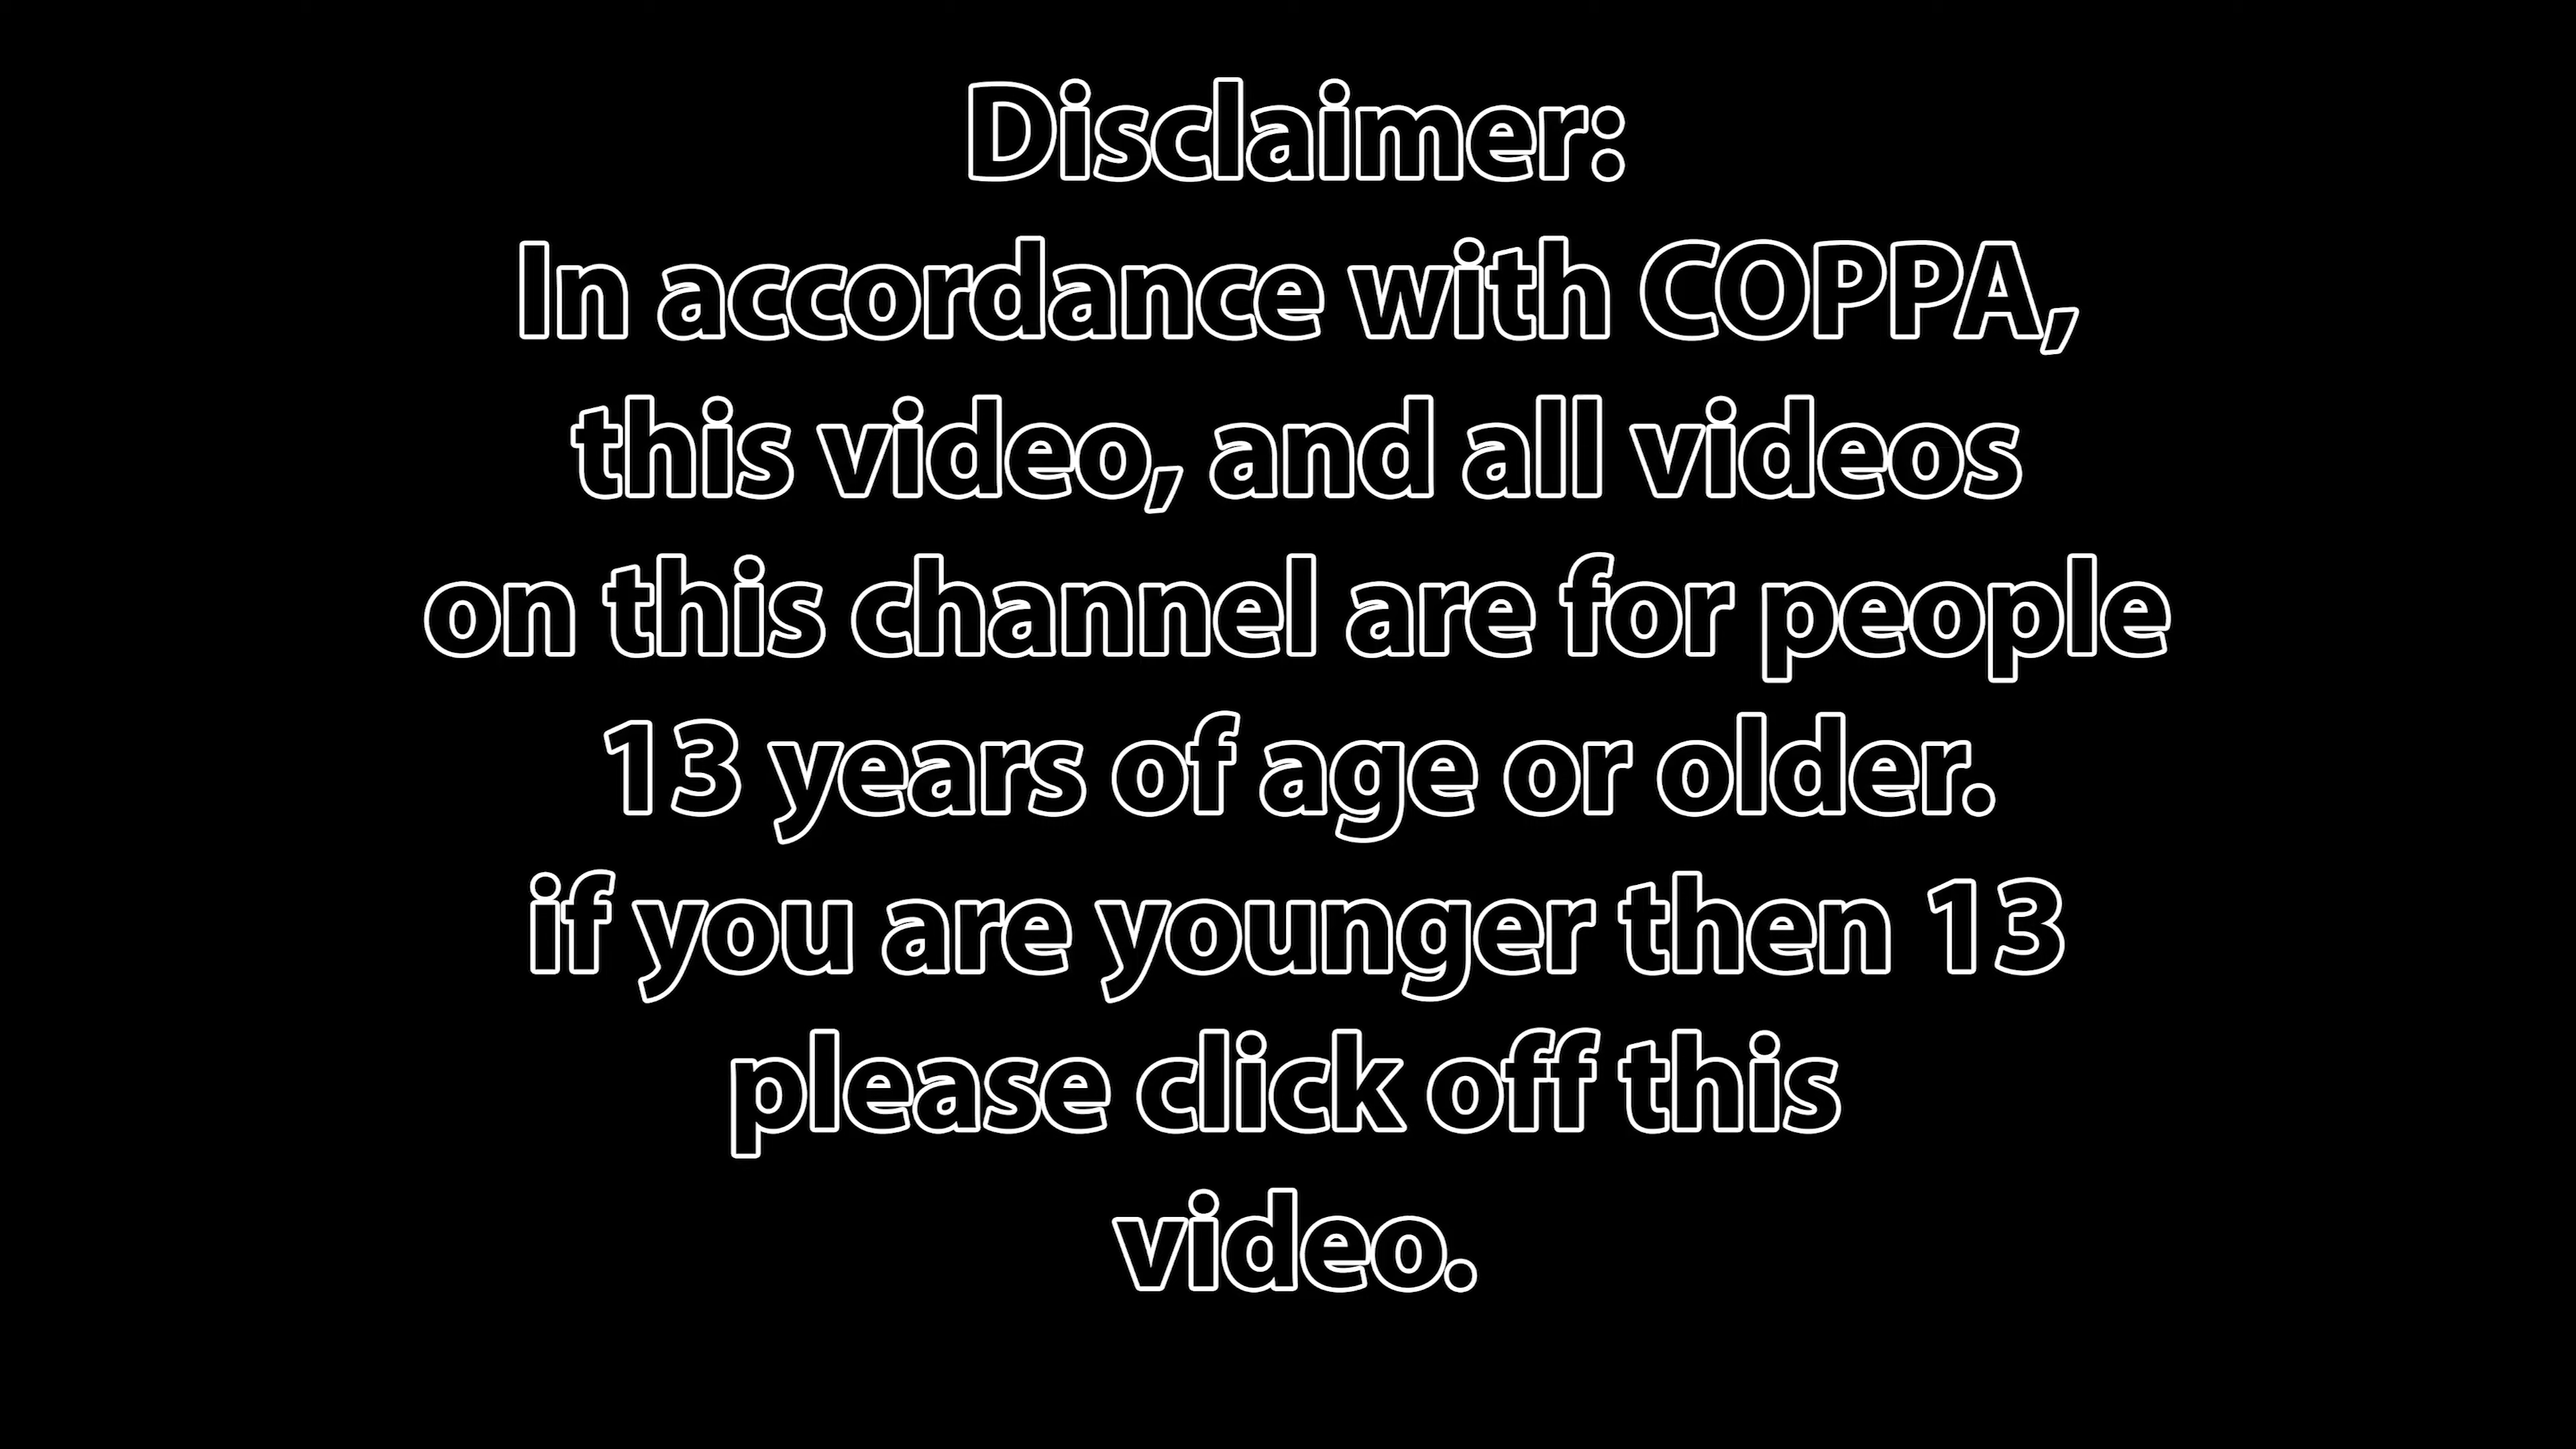 Disclaimer:
In accordance with COPPA,
this video, and all videos
on this channel are for people
13 years of age or older.
if you are younger then 13
please click off this
video.